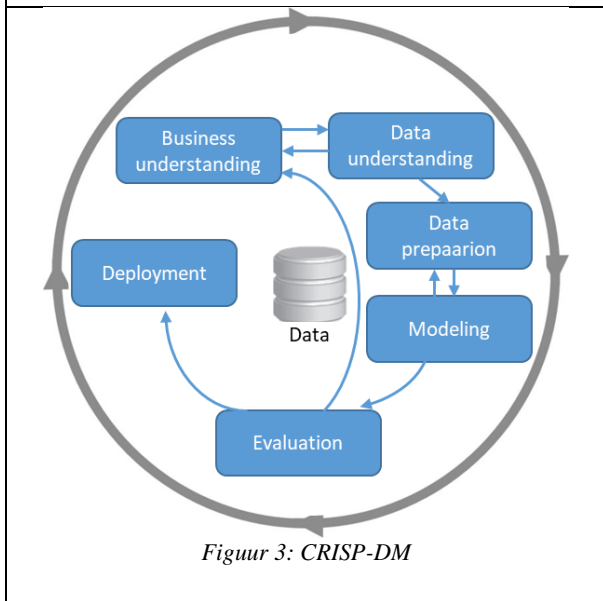 Business
understanding
Data
understanding
Data
prepaarion
Deployment
Data
Modeling
Evaluation
Figuur 3: CRISP-DM